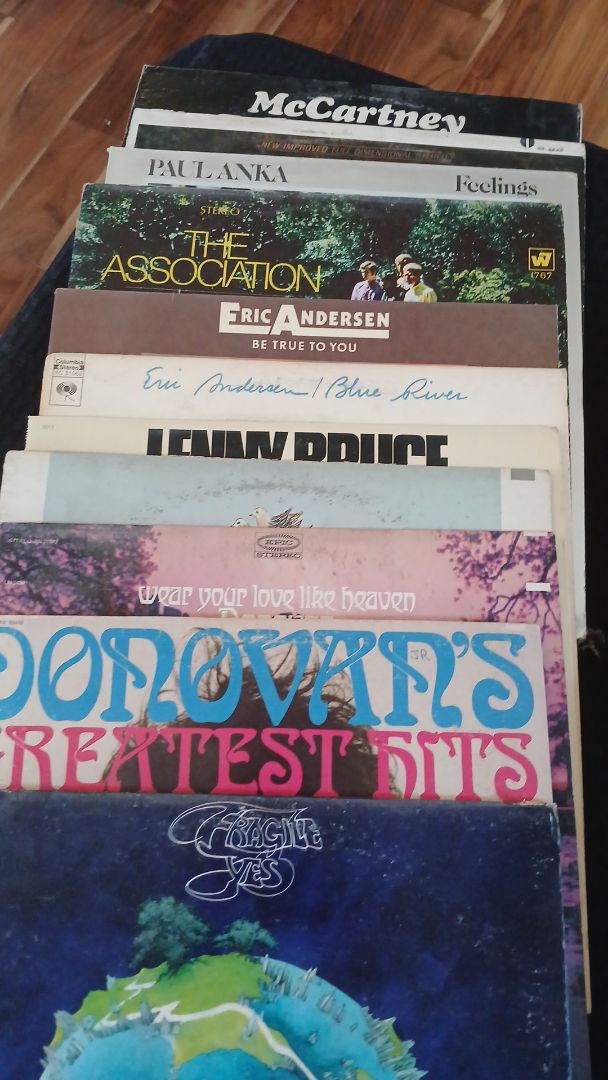 McCartney
NEW IMPROVED FULL DIMENSIONAL STEREO
PAUL ANKA
Feelings
STEREO
THE
ASSOCIATION
W
1767
ERIC ANDERSEN
BE TRUE TO YOU
Columbia
Stereo
Eric Andersen / Blue River
LENNY BRUCE
EPIC
STEREO
wear your love like heaven
DONOVAN'S
JR
GREATEST HITS
FRAGILE
YES